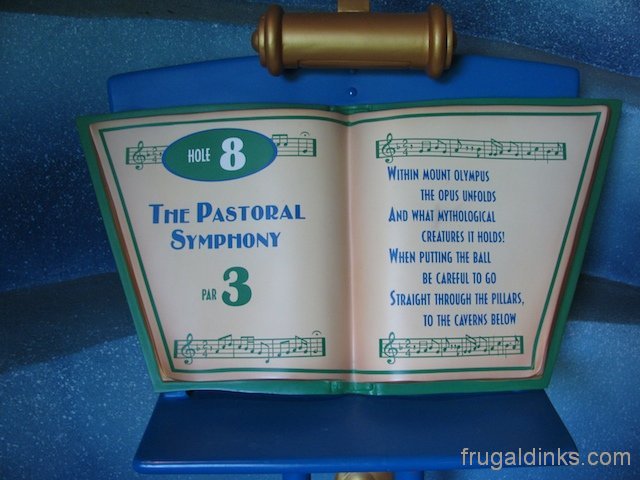 HOLE 8
THE PASTORAL
SYMPHONY
PAR 3
WITHIN MOUNT OLYMPUS
THE OPUS UNFOLDS
AND WHAT MYTHOLOGICAL
CREATURES IT HOLDS!
WHEN PUTTING THE BALL
BE CAREFUL TO GO
STRAIGHT THROUGH THE PILLARS,
TO THE CAVERNS BELOW
frugaldinks.com